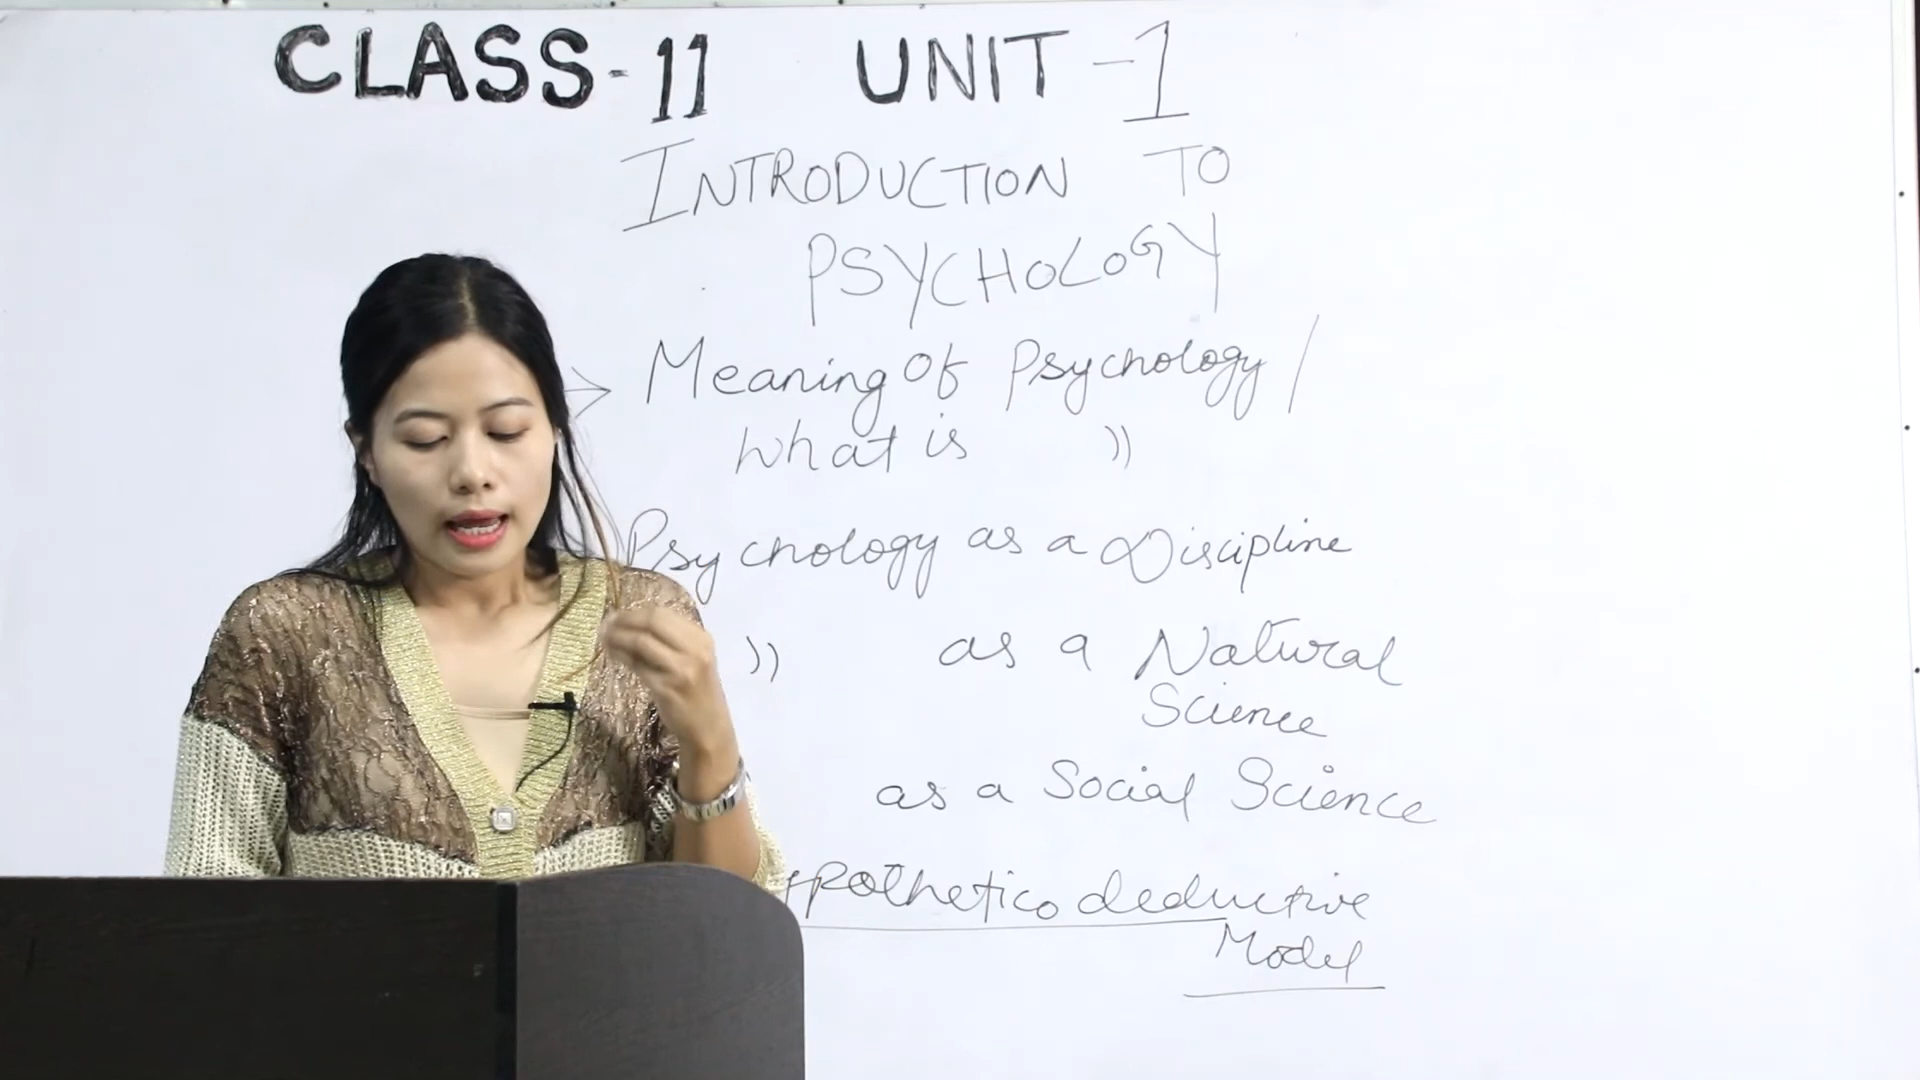 CLASS-11 UNIT-1
INTRODUCTION TO
PSYCHOLOGY
→ Meaning of Psychology /
What is "
Psychology as a Discipline
" as a Natural
Science
as a Social Science
ypothetico deductive
Model